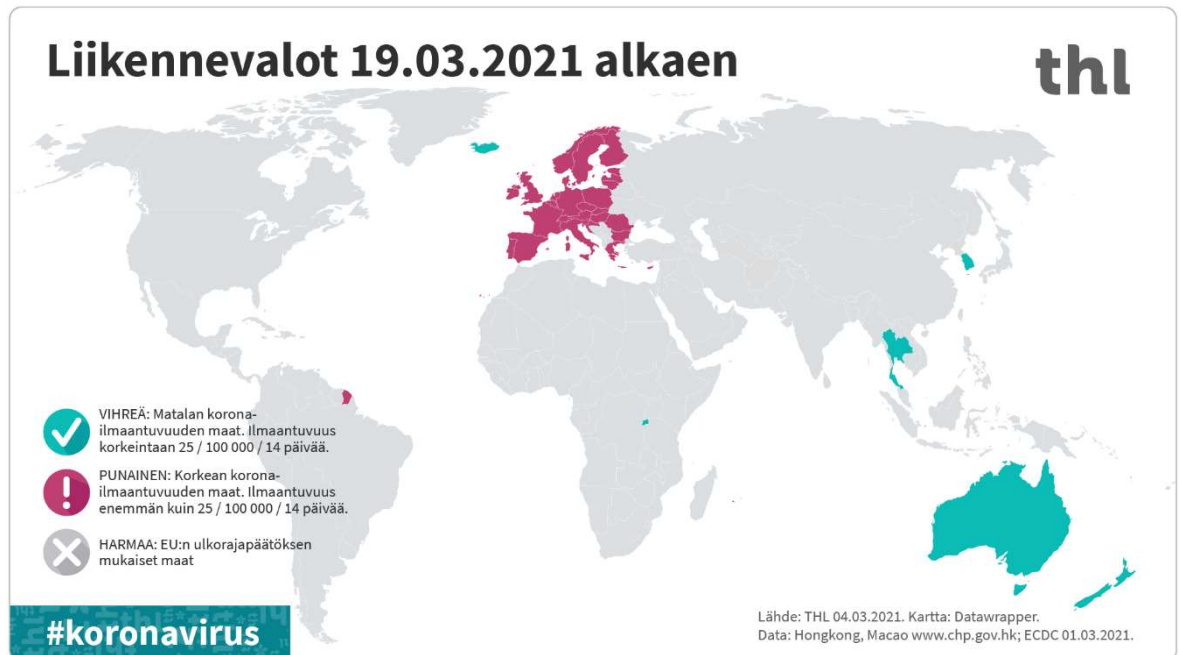 Liikennevalot 19.03.2021 alkaen
thl
VIHREÄ: Matalan korona-
ilmaantuvuuden maat. Ilmaantuvuus
korkeintaan 25 / 100 000 / 14 päivää.
PUNAINEN: Korkean korona-
ilmaantuvuuden maat. Ilmaantuvuus
enemmän kuin 25 / 100 000 / 14 päivää.
HARMAA: EU:n ulkorajapäätöksen
mukaiset maat
#koronavirus
Lähde: THL 04.03.2021. Kartta: Datawrapper.
Data: Hongkong, Macao www.chp.gov.hk; ECDC 01.03.2021.